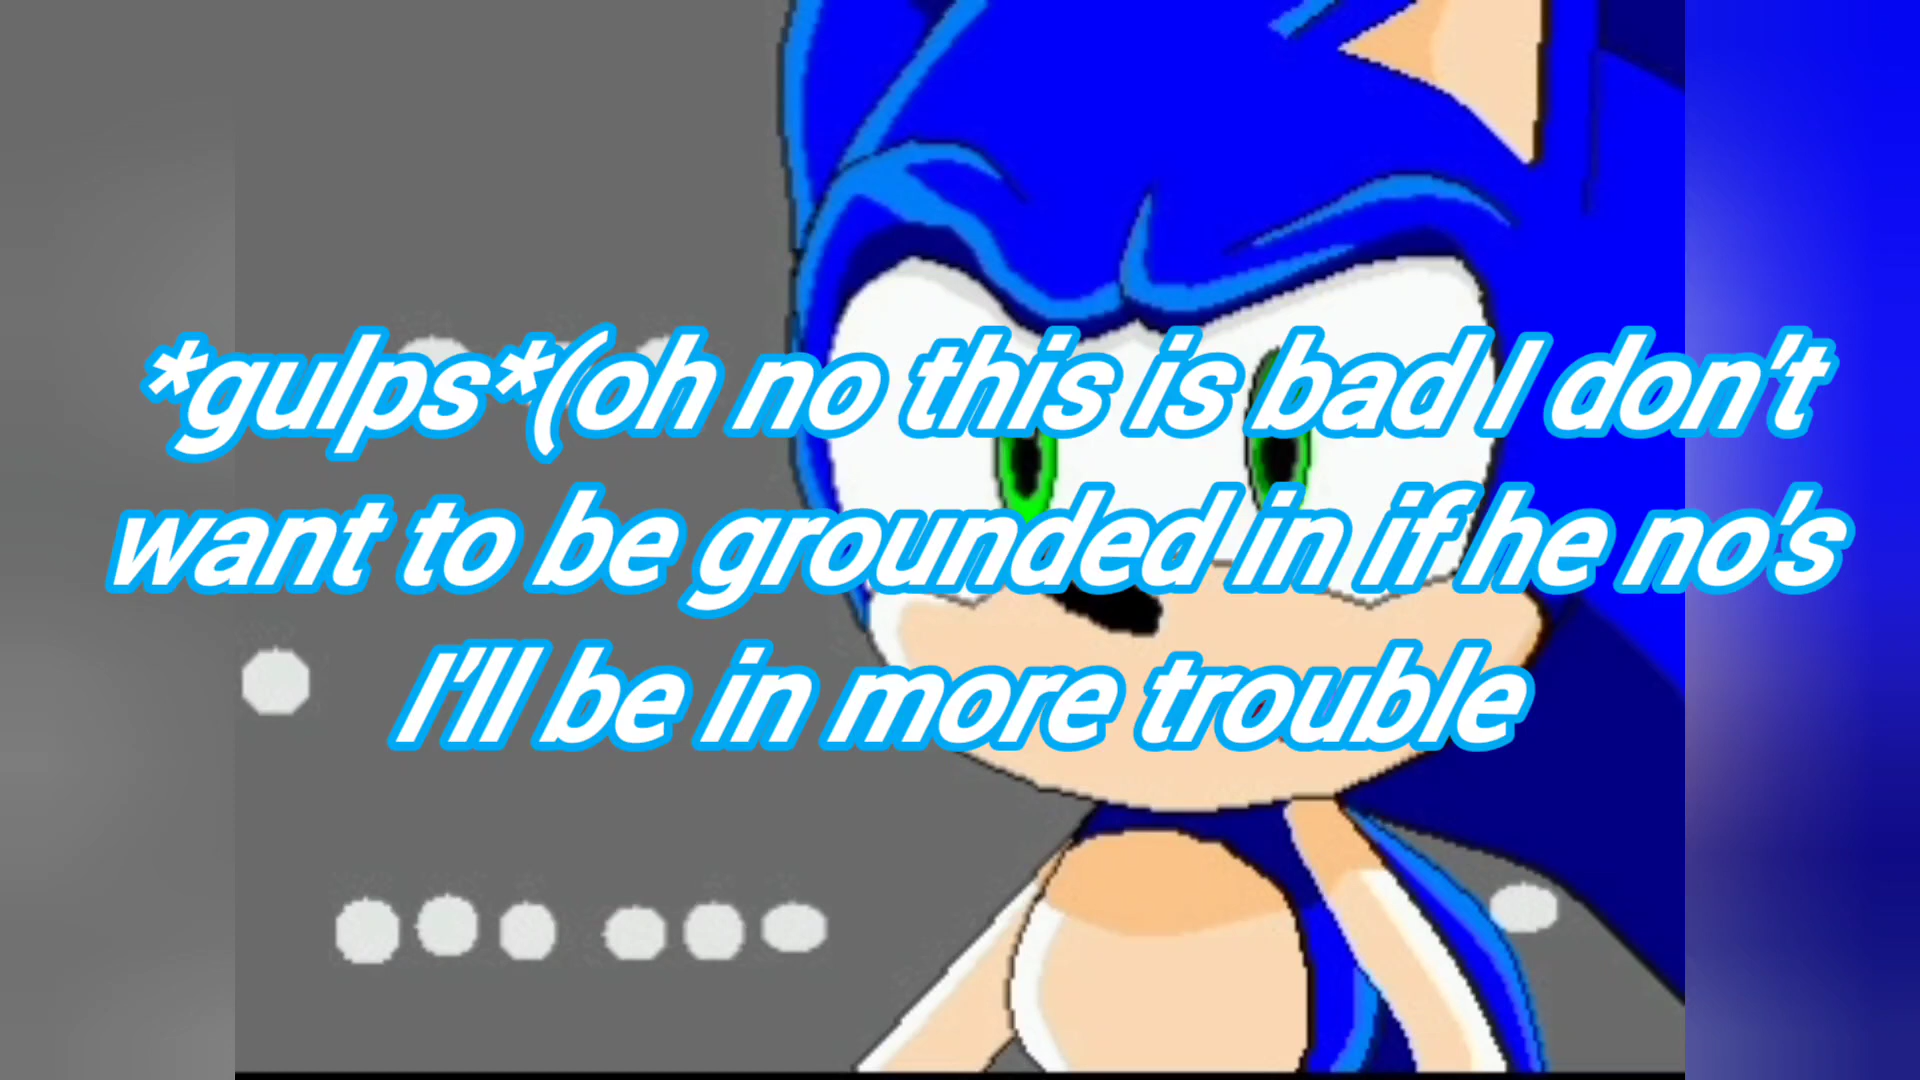 *gulps*(oh no this is bad I don't
want to be grounded in if he no's
I'll be in more trouble